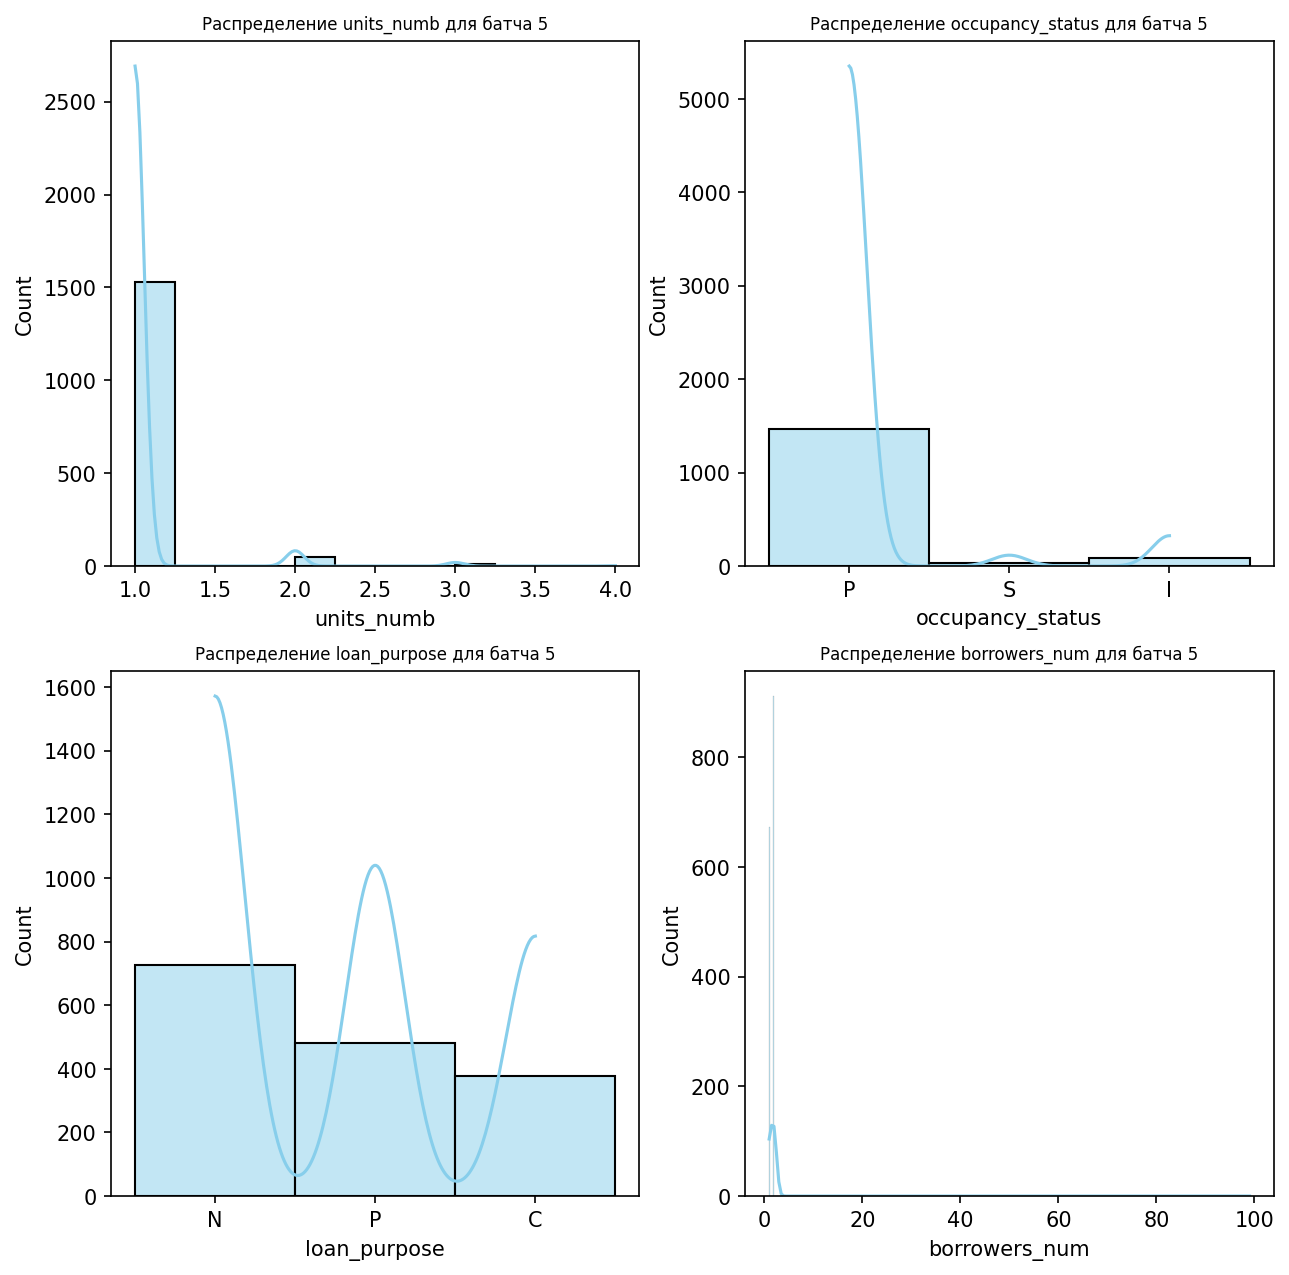 Распределение units_numb для батча 5
Count
2500
2000
1500
1000
500
0
1.0 1.5 2.0 2.5 3.0 3.5 4.0
units_numb
Распределение occupancy_status для батча 5
Count
5000
4000
3000
2000
1000
0
P S I
occupancy_status
Распределение loan_purpose для батча 5
Count
1600
1400
1200
1000
800
600
400
200
0
N P C
loan_purpose
Распределение borrowers_num для батча 5
Count
800
600
400
200
0
0 20 40 60 80 100
borrowers_num